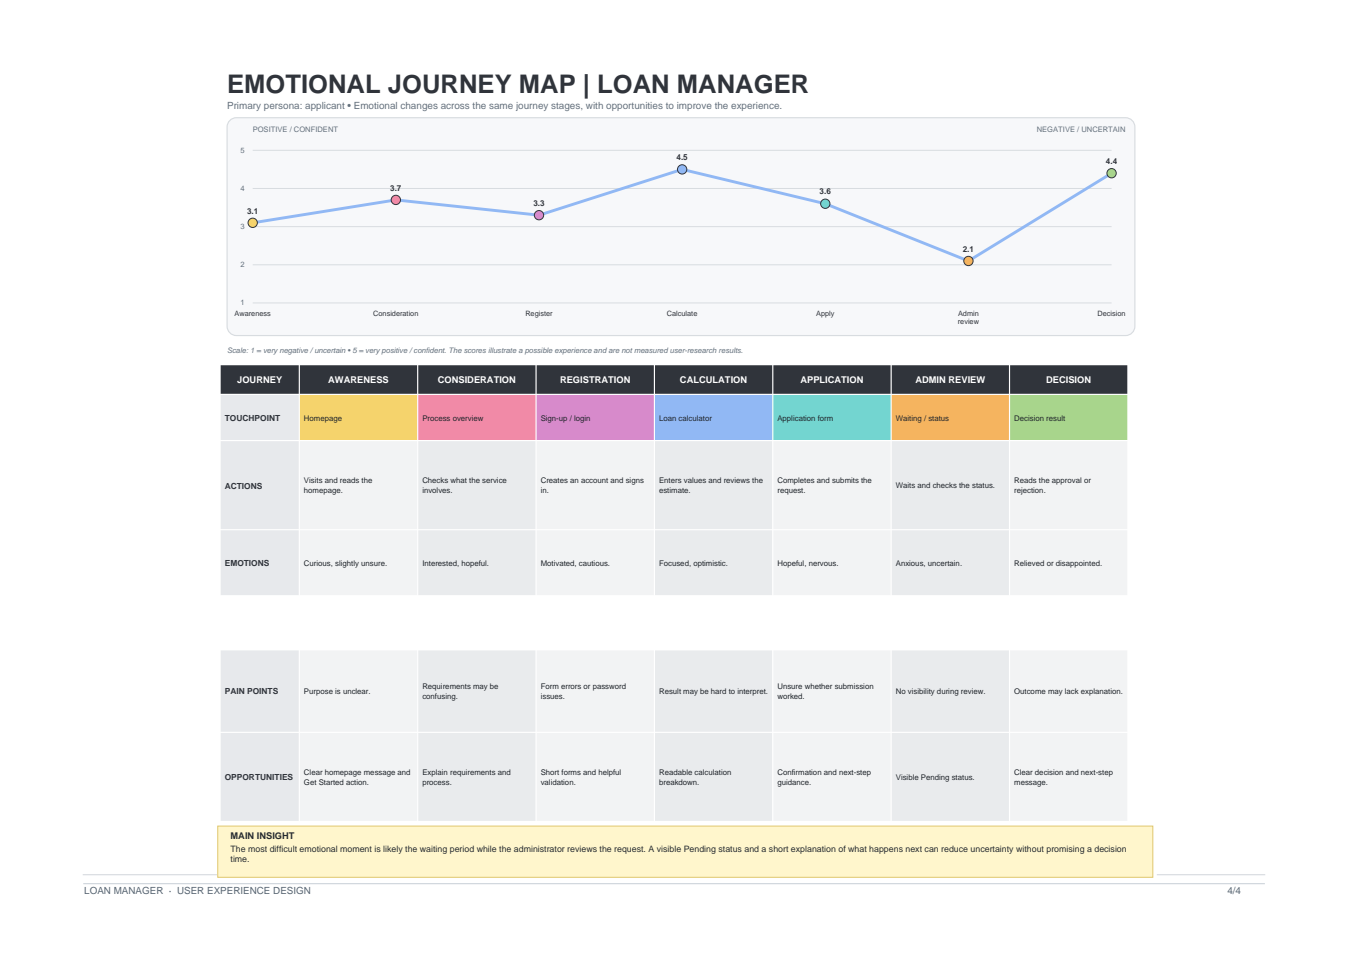 EMOTIONAL JOURNEY MAP | LOAN MANAGER
Primary persona: applicant • Emotional changes across the same journey stages, with opportunities to improve the experience.
POSITIVE / CONFIDENT
NEGATIVE / UNCERTAIN
5
4
3
2
1
3.1
3.7
3.3
4.5
3.6
2.1
4.4
Awareness
Consideration
Register
Calculate
Apply
Admin
review
Decision
Scale: 1 = very negative / uncertain • 5 = very positive / confident. The scores illustrate a possible experience and are not measured user-research results.
JOURNEY
AWARENESS
CONSIDERATION
REGISTRATION
CALCULATION
APPLICATION
ADMIN REVIEW
DECISION
TOUCHPOINT
Homepage
Process overview
Sign-up / login
Loan calculator
Application form
Waiting / status
Decision result
ACTIONS
Visits and reads the
homepage.
Checks what the service
involves.
Creates an account and signs
in.
Enters values and reviews the
estimate.
Completes and submits the
request.
Waits and checks the status.
Reads the approval or
rejection.
EMOTIONS
Curious, slightly unsure.
Interested, hopeful.
Motivated, cautious.
Focused, optimistic.
Hopeful, nervous.
Anxious, uncertain.
Relieved or disappointed.
PAIN POINTS
Purpose is unclear.
Requirements may be
confusing.
Form errors or password
issues.
Result may be hard to interpret.
Unsure whether submission
worked.
No visibility during review.
Outcome may lack explanation.
OPPORTUNITIES
Clear homepage message and
Get Started action.
Explain requirements and
process.
Short forms and helpful
validation.
Readable calculation
breakdown.
Confirmation and next-step
guidance.
Visible Pending status.
Clear decision and next-step
message.
MAIN INSIGHT
The most difficult emotional moment is likely the waiting period while the administrator reviews the request. A visible Pending status and a short explanation of what happens next can reduce uncertainty without promising a decision
time.
LOAN MANAGER · USER EXPERIENCE DESIGN
4/4